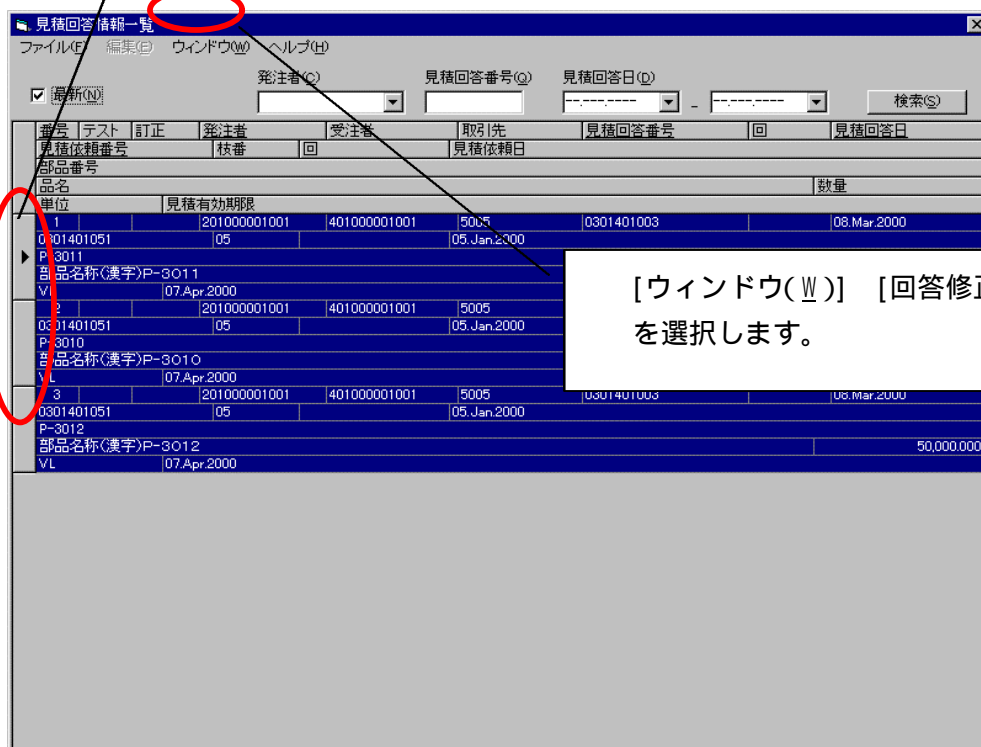 見積回答情報一覧
ファイル(F) 編集(E) ウィンドウ(W) ヘルプ(H)
発注者(C) 見積回答番号(Q) 見積回答日(D)
最新(N) --.---.---- - --.---.---- 検索(S)
番号 テスト 訂正 発注者 受注者 取引先 見積回答番号 回 見積回答日
見積依頼番号 枝番 回 見積依頼日
部品番号
品名 数量
単位 見積有効期限
1 201000001001 401000001001 5005 0301401003 08.Mar.2000
0301401051 05 05.Jan.2000
P-3011
部品名称(漢字)P-3011
VL 07.Apr.2000
2 201000001001 401000001001 5005
0301401051 05 05.Jan.2000
P-3010
部品名称(漢字)P-3010
VL 07.Apr.2000
3 201000001001 401000001001 5005 0301401003 08.Mar.2000
0301401051 05 05.Jan.2000
P-3012
部品名称(漢字)P-3012 50,000.000
VL 07.Apr.2000
[ウィンドウ(W)] [回答修正
を選択します。